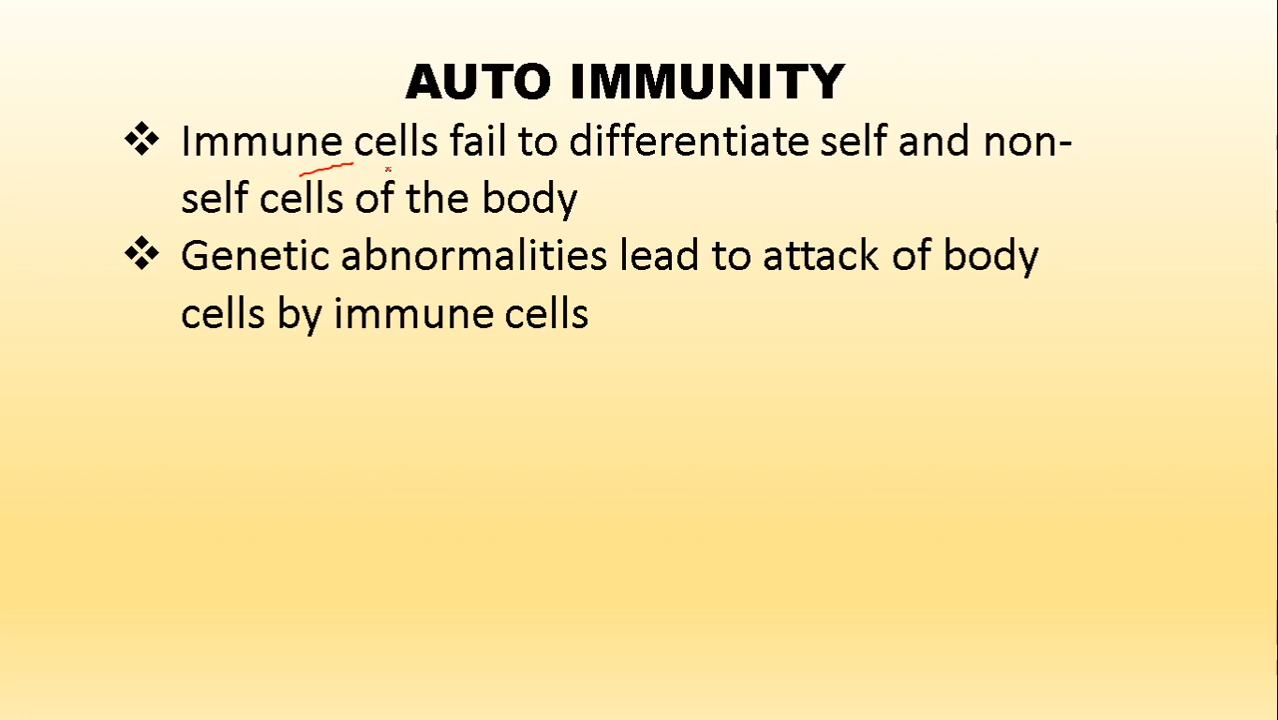 AUTO IMMUNITY
❖ Immune cells fail to differentiate self and non-
self cells of the body
❖ Genetic abnormalities lead to attack of body
cells by immune cells